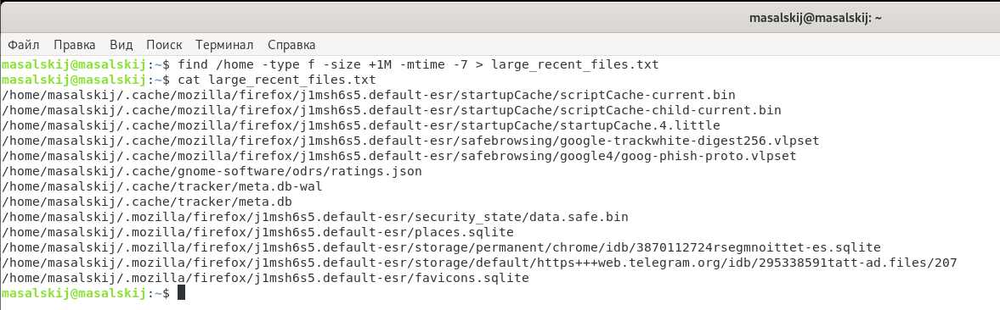 masalskij@masalskij: ~
Файл Правка Вид Поиск Терминал Справка
masalskij@masalskij:~$ find /home -type f -size +1M -mtime -7 > large_recent_files.txt
masalskij@masalskij:~$ cat large_recent_files.txt
/home/masalskij/.cache/mozilla/firefox/j1msh6s5.default-esr/startupCache/scriptCache-current.bin
/home/masalskij/.cache/mozilla/firefox/j1msh6s5.default-esr/startupCache/scriptCache-child-current.bin
/home/masalskij/.cache/mozilla/firefox/j1msh6s5.default-esr/startupCache/startupCache.4.little
/home/masalskij/.cache/mozilla/firefox/j1msh6s5.default-esr/safebrowsing/google-trackwhite-digest256.vlpset
/home/masalskij/.cache/mozilla/firefox/j1msh6s5.default-esr/safebrowsing/google4/goog-phish-proto.vlpset
/home/masalskij/.cache/gnome-software/odrs/ratings.json
/home/masalskij/.cache/tracker/meta.db-wal
/home/masalskij/.cache/tracker/meta.db
/home/masalskij/.mozilla/firefox/j1msh6s5.default-esr/security_state/data.safe.bin
/home/masalskij/.mozilla/firefox/j1msh6s5.default-esr/places.sqlite
/home/masalskij/.mozilla/firefox/j1msh6s5.default-esr/storage/permanent/chrome/idb/3870112724rsegmnoittet-es.sqlite
/home/masalskij/.mozilla/firefox/j1msh6s5.default-esr/storage/default/https+++web.telegram.org/idb/295338591tatt-ad.files/207
/home/masalskij/.mozilla/firefox/j1msh6s5.default-esr/favicons.sqlite
masalskij@masalskij:~$